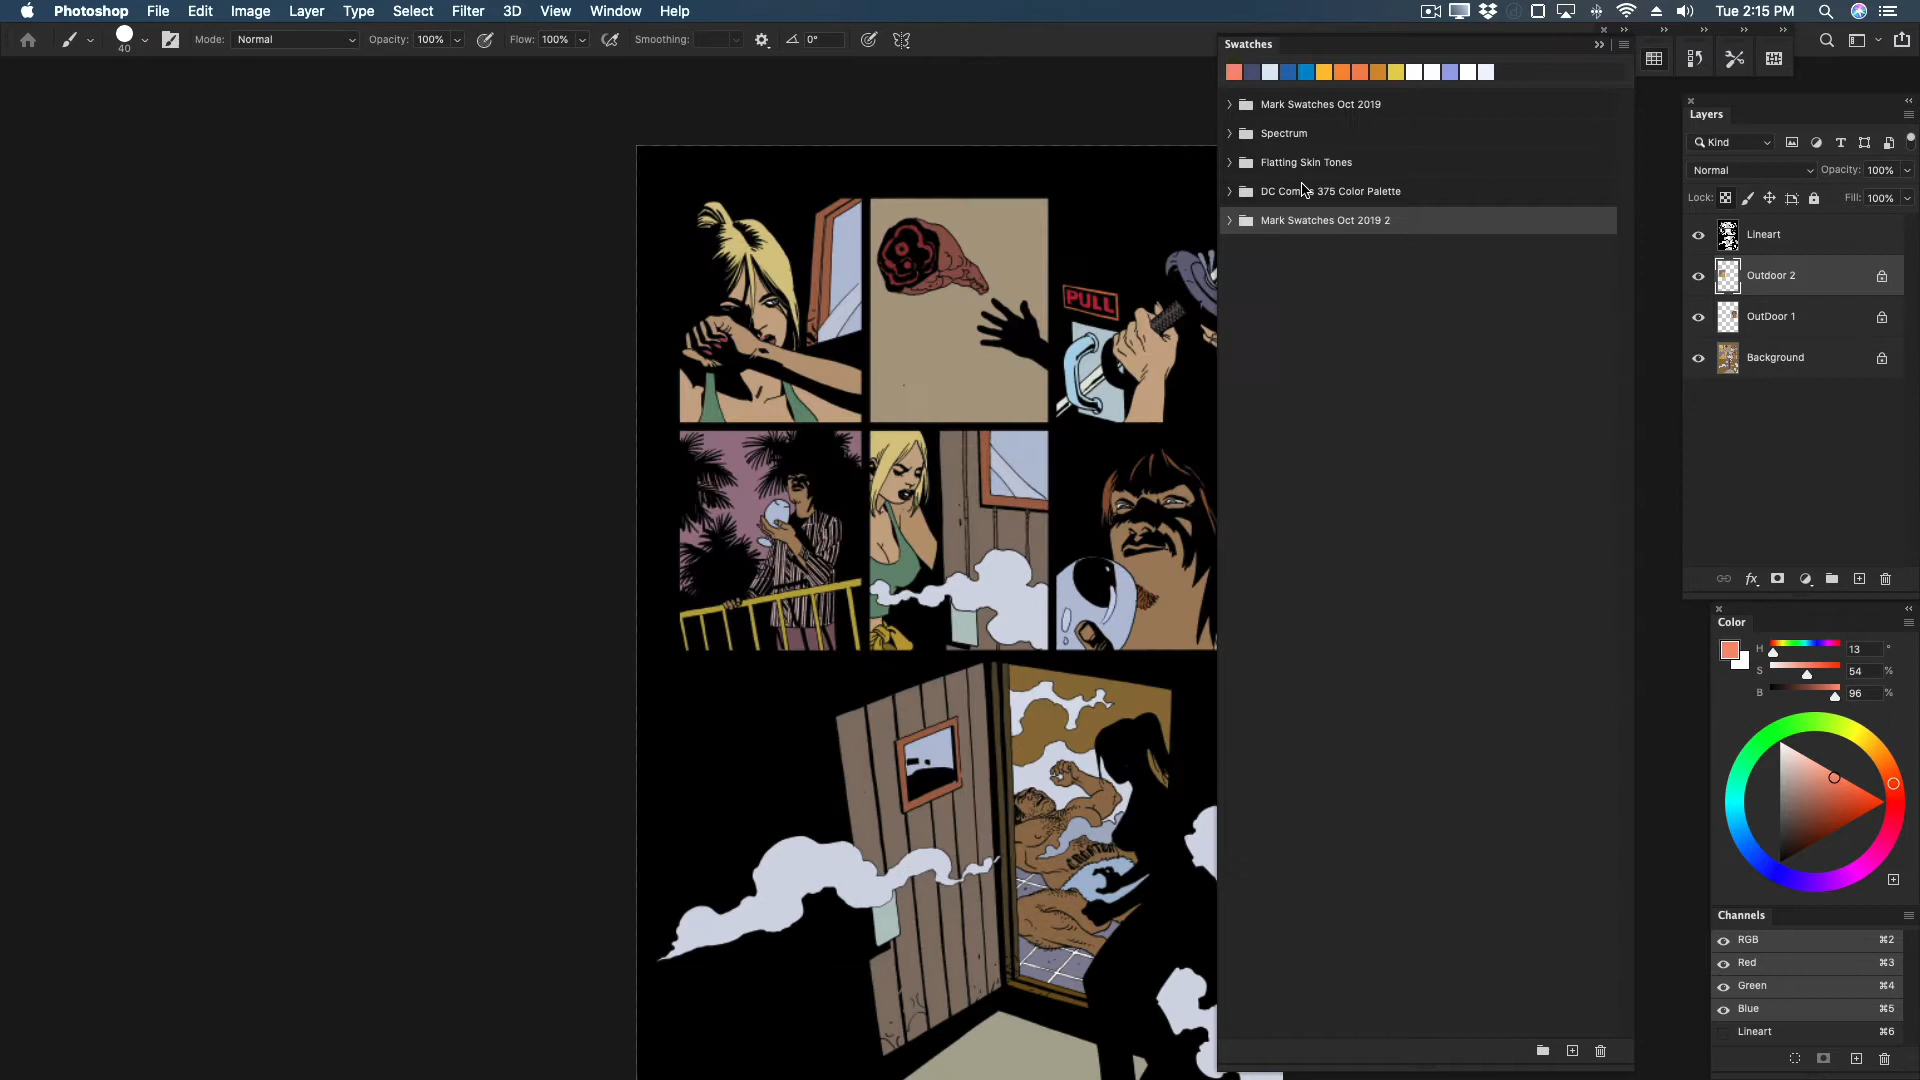 Photoshop File Edit Image Layer Type Select Filter 3D View Window Help Tue 2:15 PM
40 Mode: Normal Opacity: 100% Flow: 100% Smoothing: 0°
Swatches
Mark Swatches Oct 2019
Spectrum
Flatting Skin Tones
DC Comics 375 Color Palette
Mark Swatches Oct 2019 2
Layers
Kind
Normal Opacity: 100%
Lock: Fill: 100%
Lineart
Outdoor 2
OutDoor 1
Background
Color
H 13 °
S 54 %
B 96 %
Channels
RGB ⌘2
Red ⌘3
Green ⌘4
Blue ⌘5
Lineart ⌘6
PULL
CREATOR